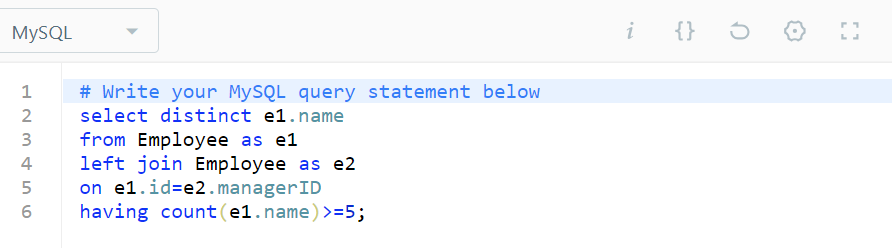 MySQL
i {}
1 # Write your MySQL query statement below
2 select distinct e1.name
3 from Employee as e1
4 left join Employee as e2
5 on e1.id=e2.managerID
6 having count(e1.name)>=5;